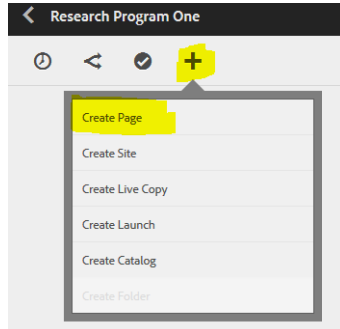 Research Program One
Create Page
Create Site
Create Live Copy
Create Launch
Create Catalog
Create Folder